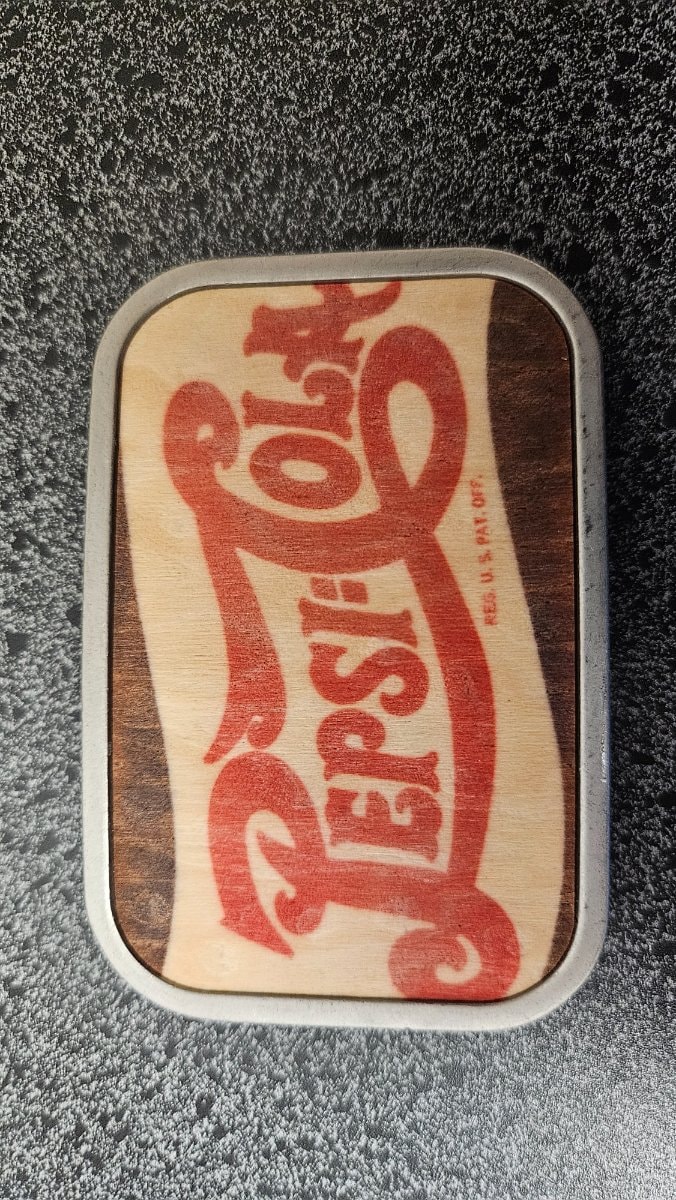 PEPSI=COLA
REG. U. S. PAT. OFF.